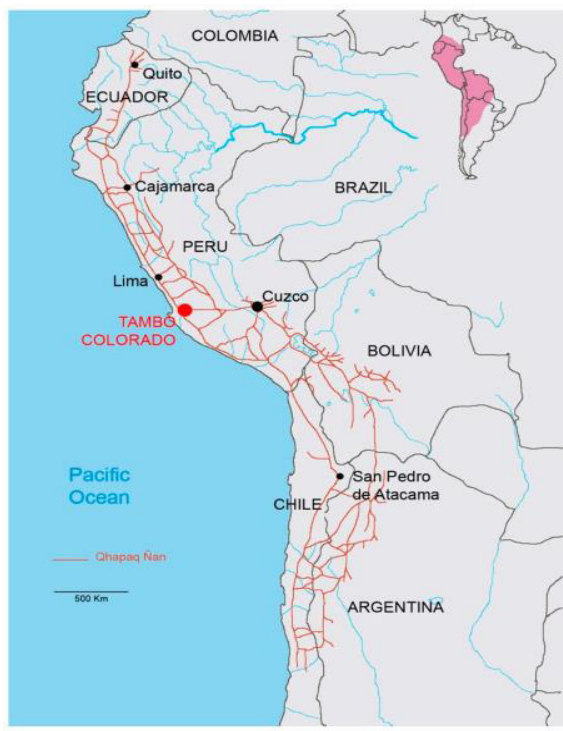 COLOMBIA
Quito
ECUADOR
Cajamarca
BRAZIL
PERU
Lima
Cuzco
TAMBO
COLORADO
BOLIVIA
Pacific
Ocean
San Pedro
de Atacama
CHILE
Qhapaq Ñan
500 Km
ARGENTINA